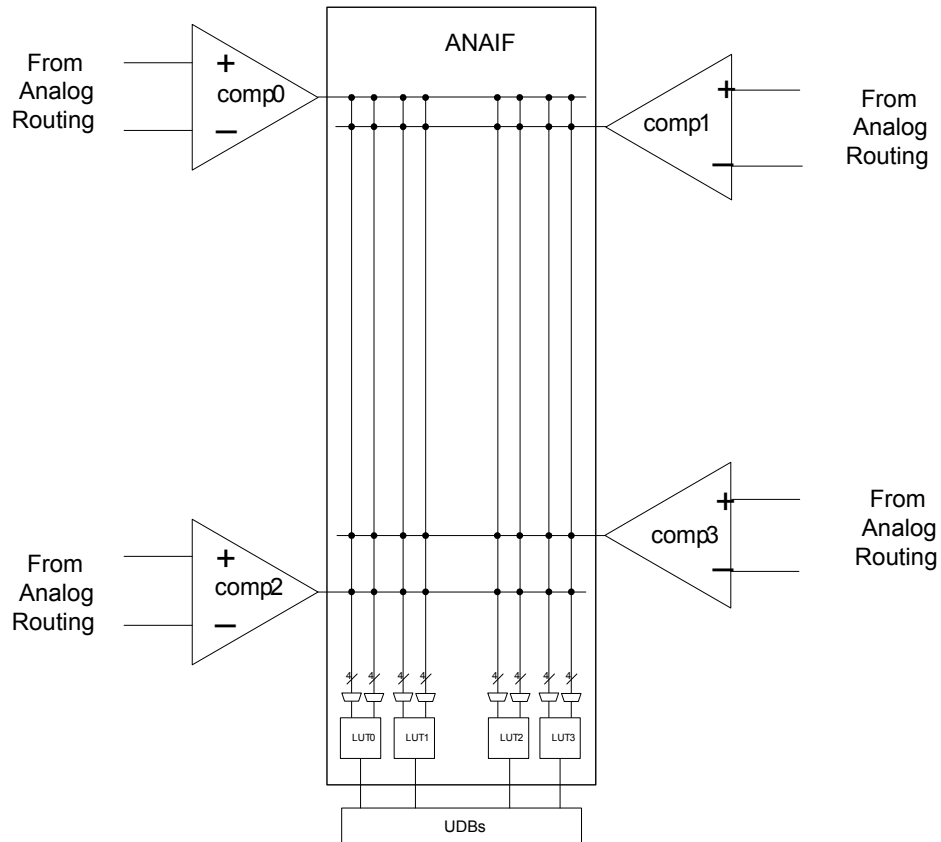 ANAIF
From
Analog
Routing
+
comp0
−
+
comp1
−
From
Analog
Routing
From
Analog
Routing
+
comp2
−
+
comp3
−
From
Analog
Routing
4 4 4 4 4 4 4 4
LUT0 LUT1 LUT2 LUT3
UDBs